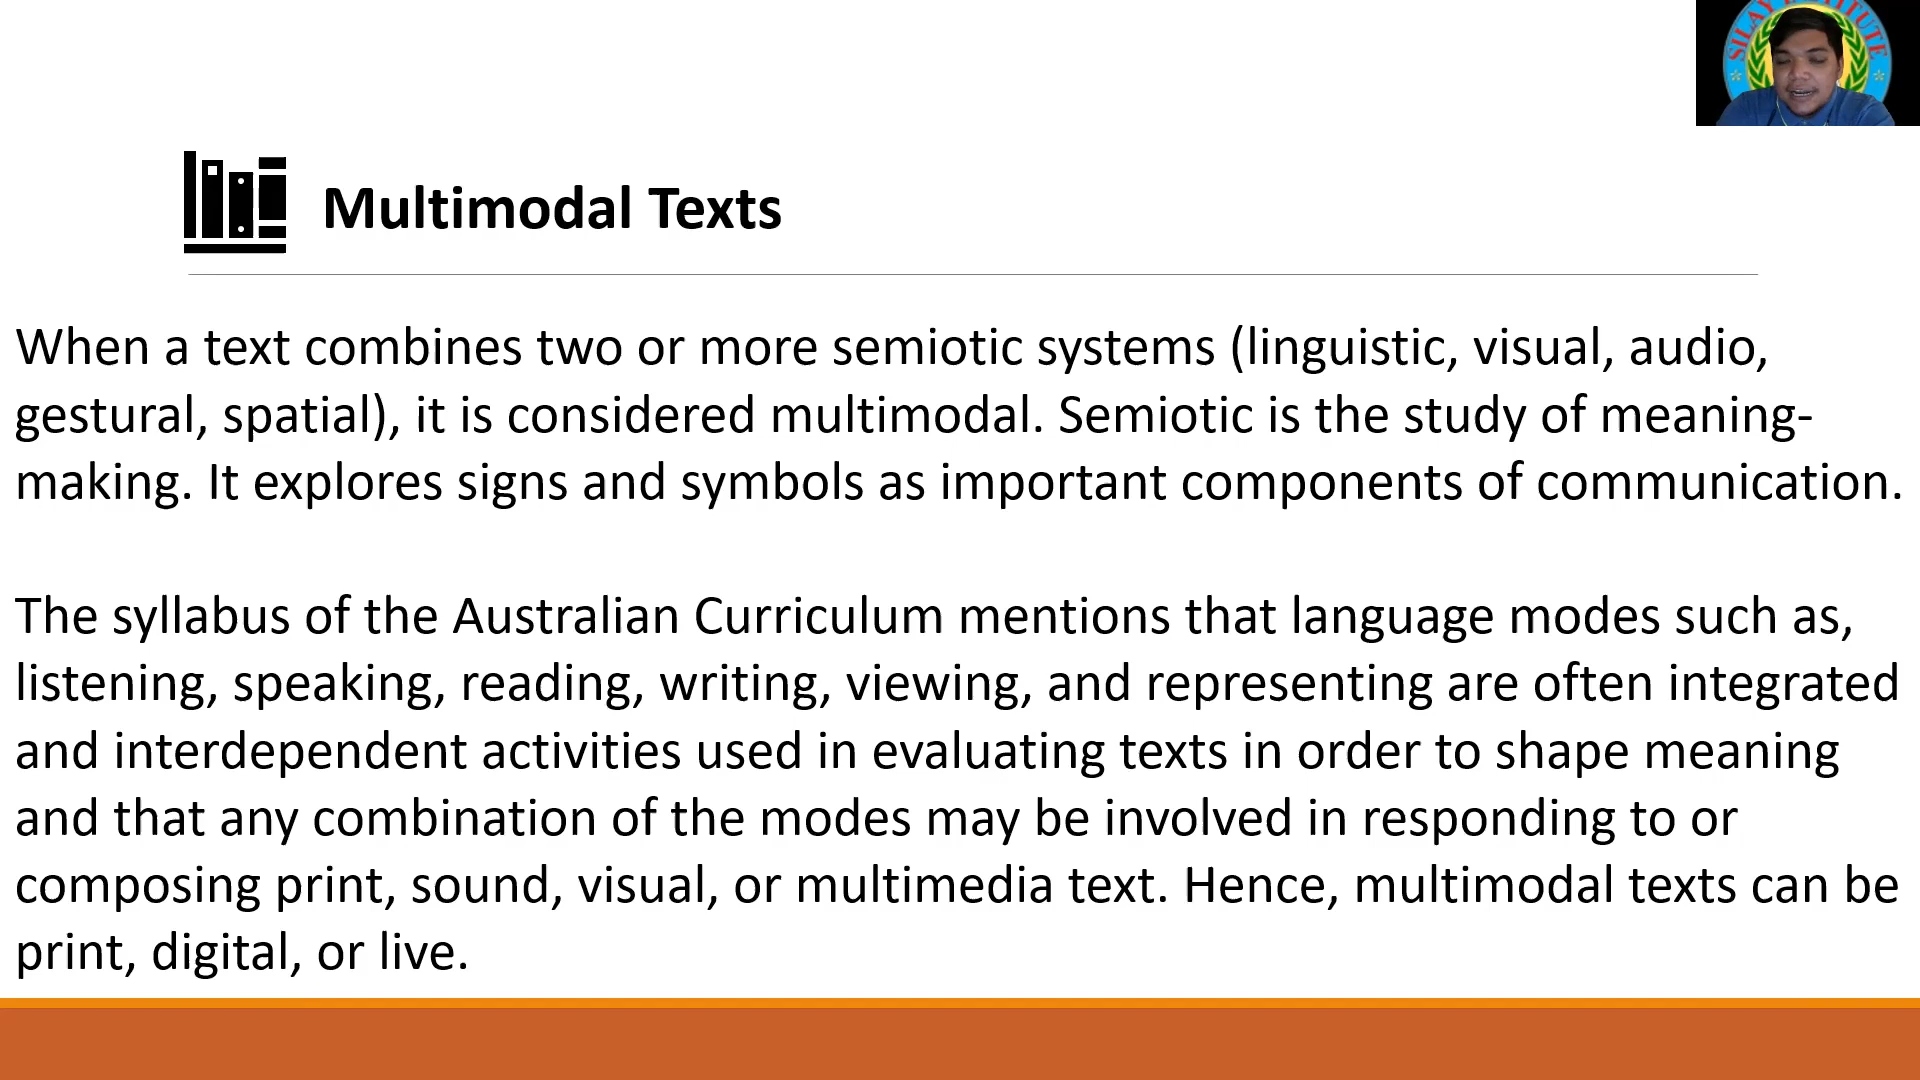 SILAY INSTITUTE
Multimodal Texts
When a text combines two or more semiotic systems (linguistic, visual, audio,
gestural, spatial), it is considered multimodal. Semiotic is the study of meaning-
making. It explores signs and symbols as important components of communication.
The syllabus of the Australian Curriculum mentions that language modes such as,
listening, speaking, reading, writing, viewing, and representing are often integrated
and interdependent activities used in evaluating texts in order to shape meaning
and that any combination of the modes may be involved in responding to or
composing print, sound, visual, or multimedia text. Hence, multimodal texts can be
print, digital, or live.